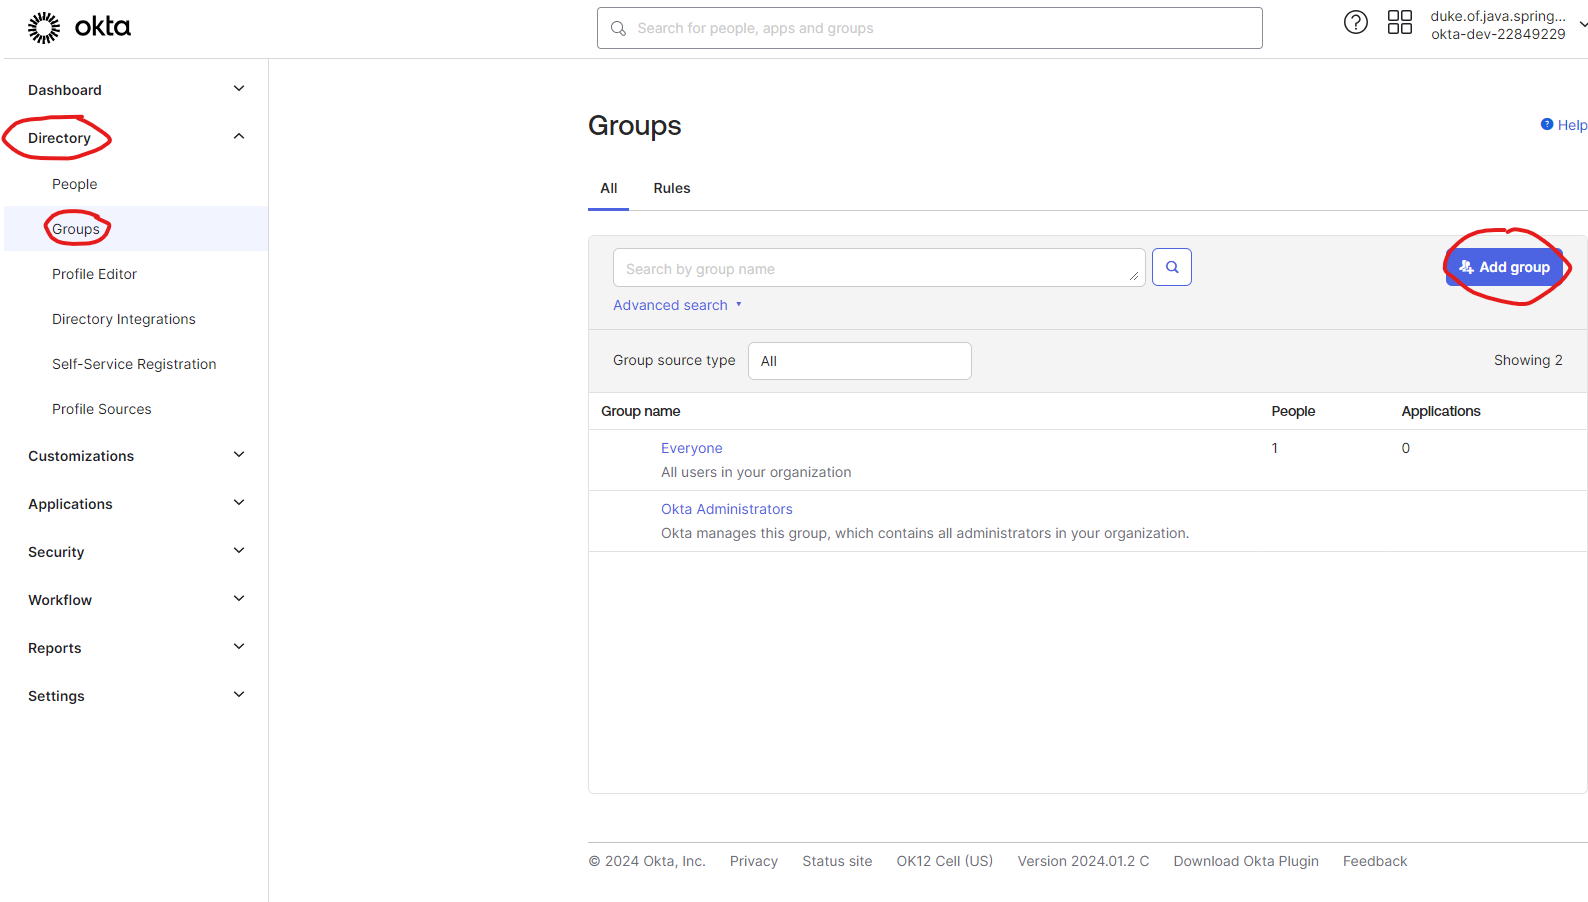 okta
Search for people, apps and groups
duke.of.java.spring...
okta-dev-22849229
Dashboard
Directory
People
Groups
Profile Editor
Directory Integrations
Self-Service Registration
Profile Sources
Customizations
Applications
Security
Workflow
Reports
Settings
Groups
Help
All Rules
Search by group name
Add group
Advanced search
Group source type All Showing 2
Group name People Applications
Everyone 1 0
All users in your organization
Okta Administrators
Okta manages this group, which contains all administrators in your organization.
© 2024 Okta, Inc. Privacy Status site OK12 Cell (US) Version 2024.01.2 C Download Okta Plugin Feedback